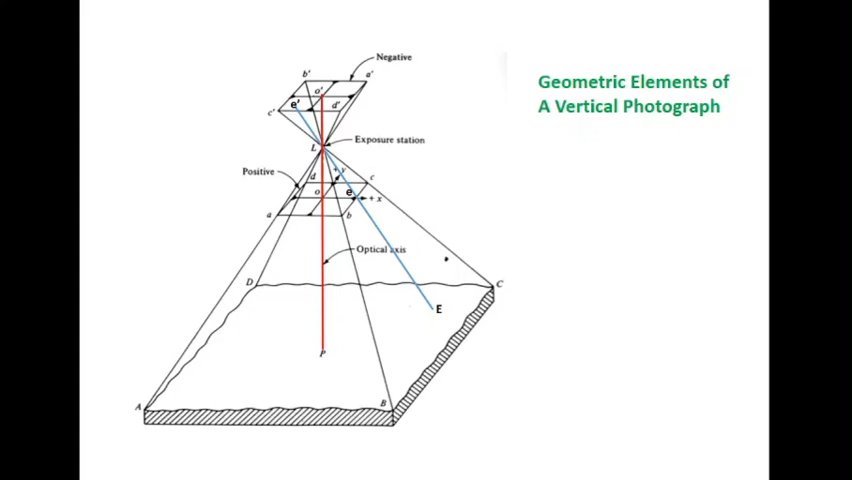 Negative
b'
a'
Geometric Elements of
A Vertical Photograph
o'
e'
d'
c'
L
Exposure station
+ y
Positive
d
c
o
e
+ x
a
b
Optical axis
D
C
E
P
A
B